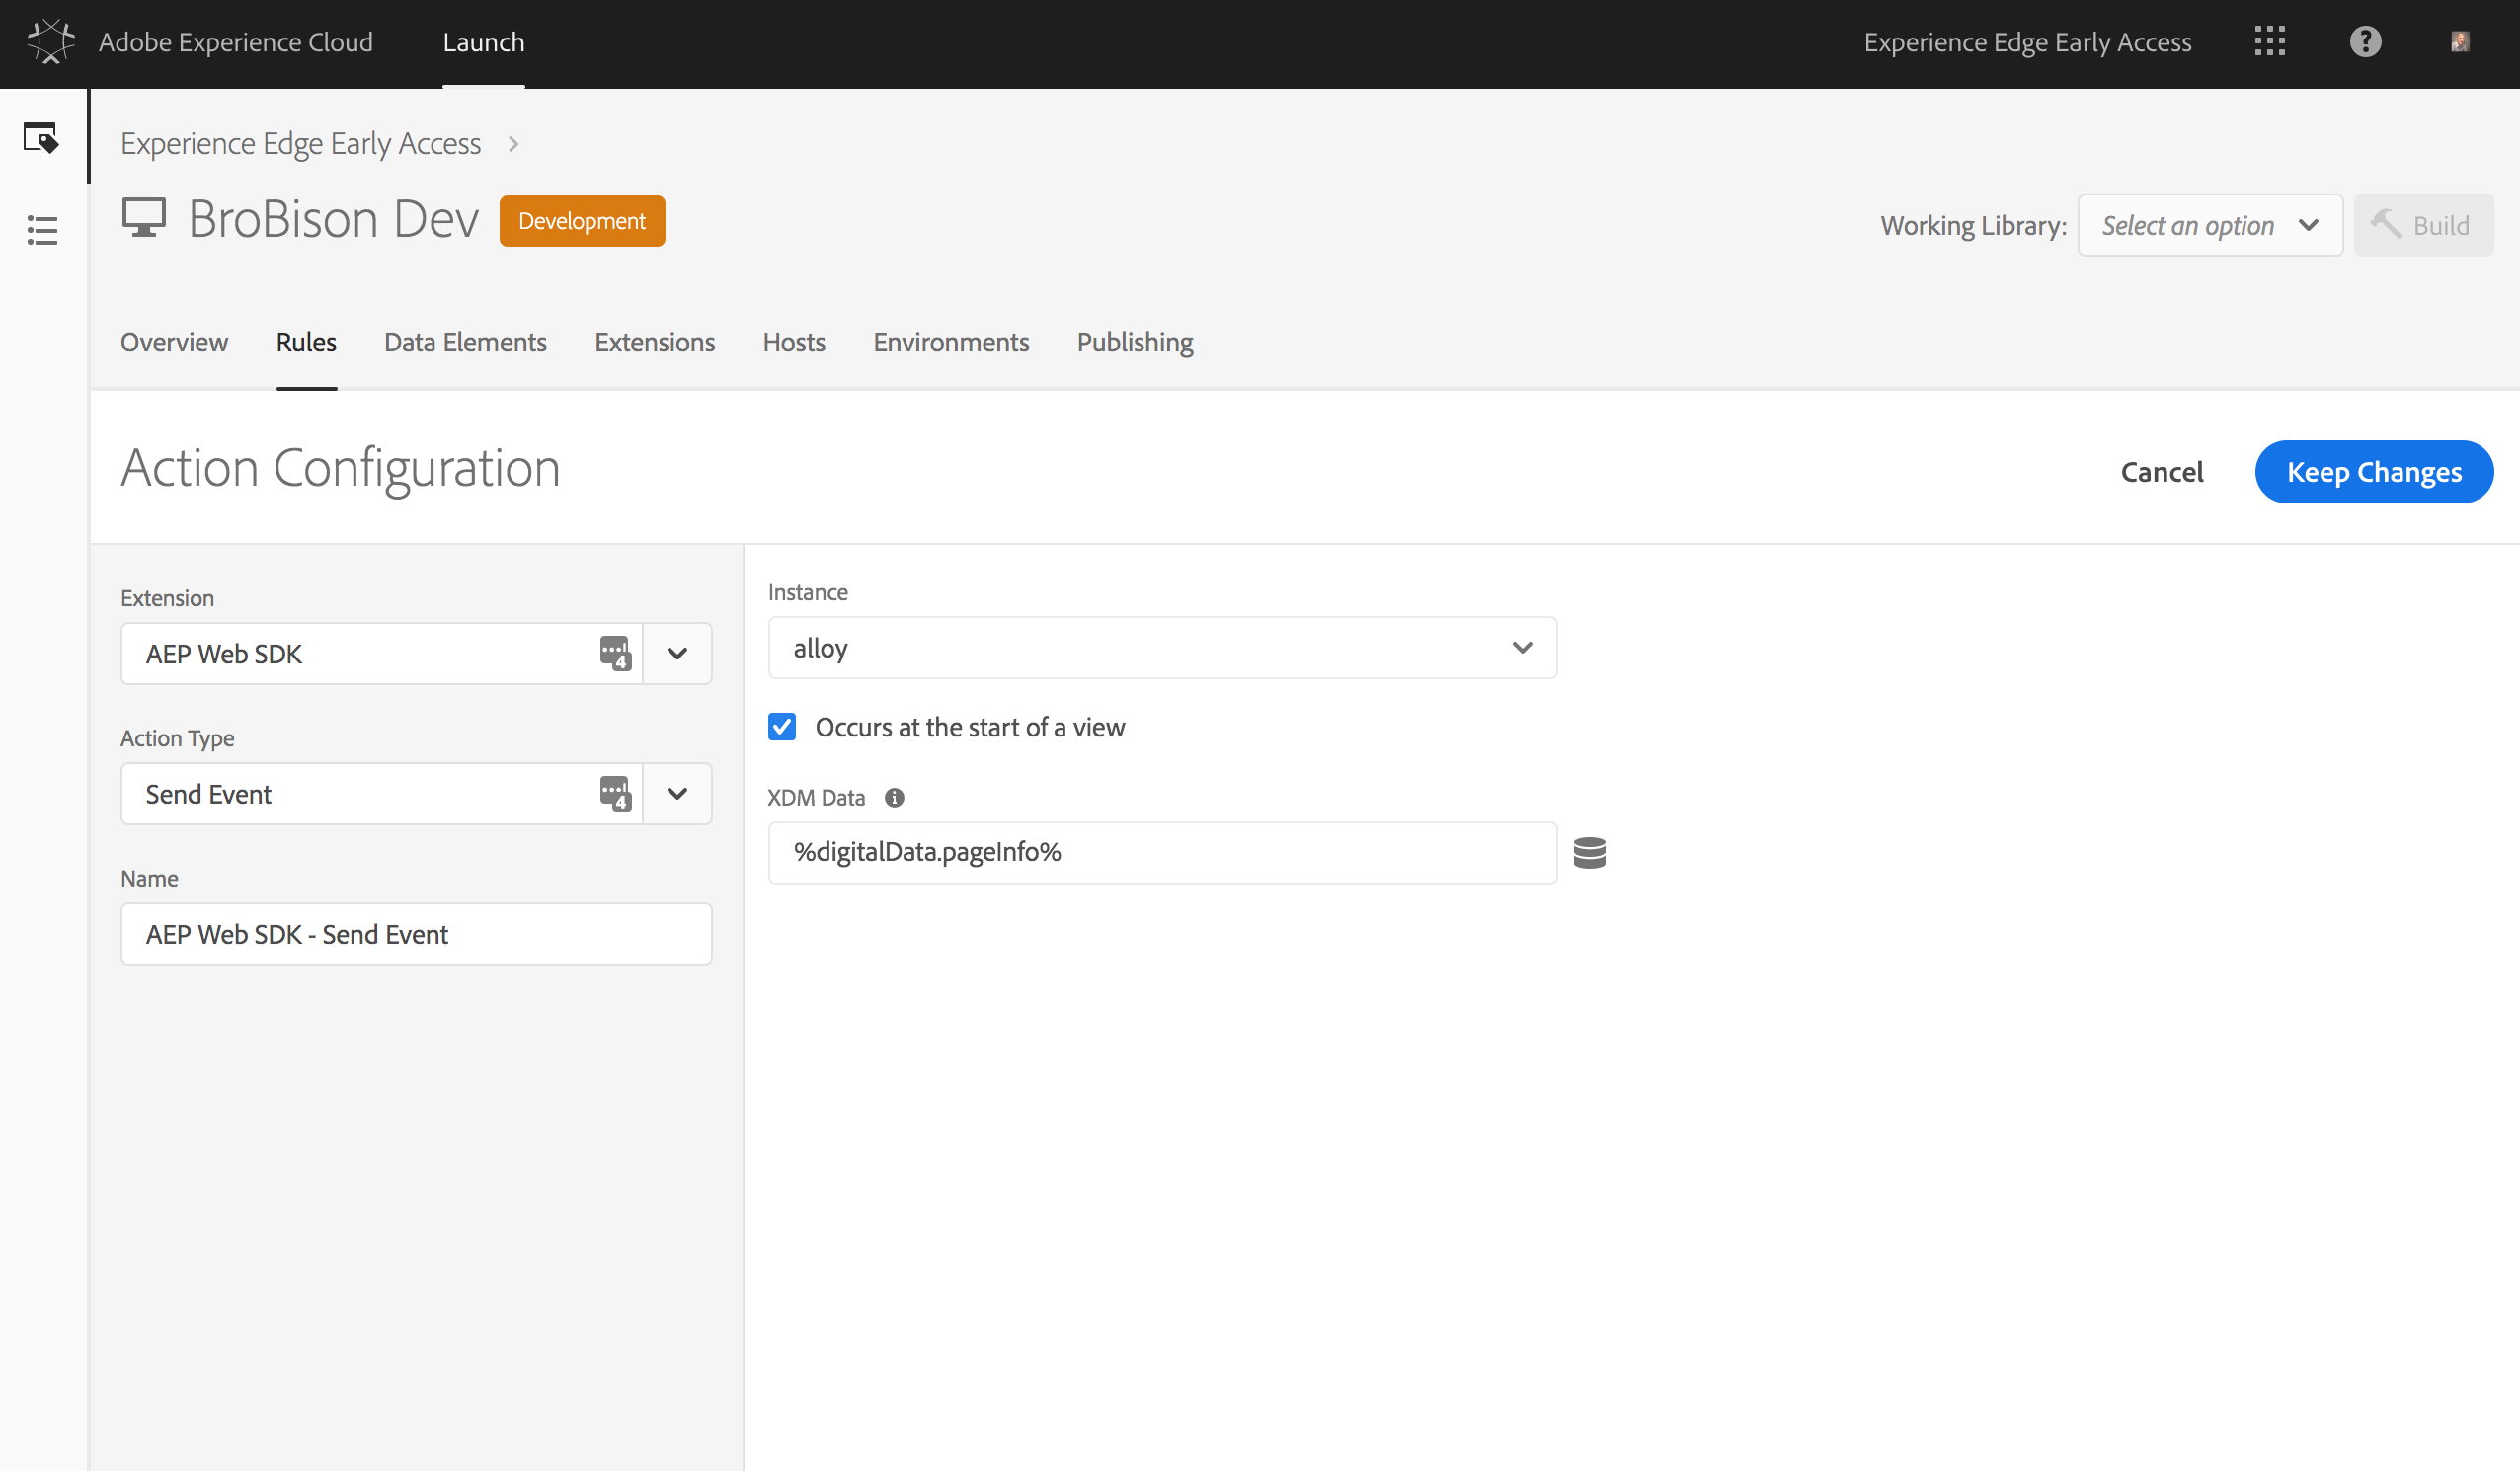 Adobe Experience Cloud
Launch
Experience Edge Early Access
?
Experience Edge Early Access
BroBison Dev
Development
Working Library:
Select an option
Build
Overview
Rules
Data Elements
Extensions
Hosts
Environments
Publishing
Action Configuration
Cancel
Keep Changes
Extension
AEP Web SDK
4
Action Type
Send Event
4
Name
AEP Web SDK - Send Event
Instance
alloy
Occurs at the start of a view
XDM Data
%digitalData.pageInfo%